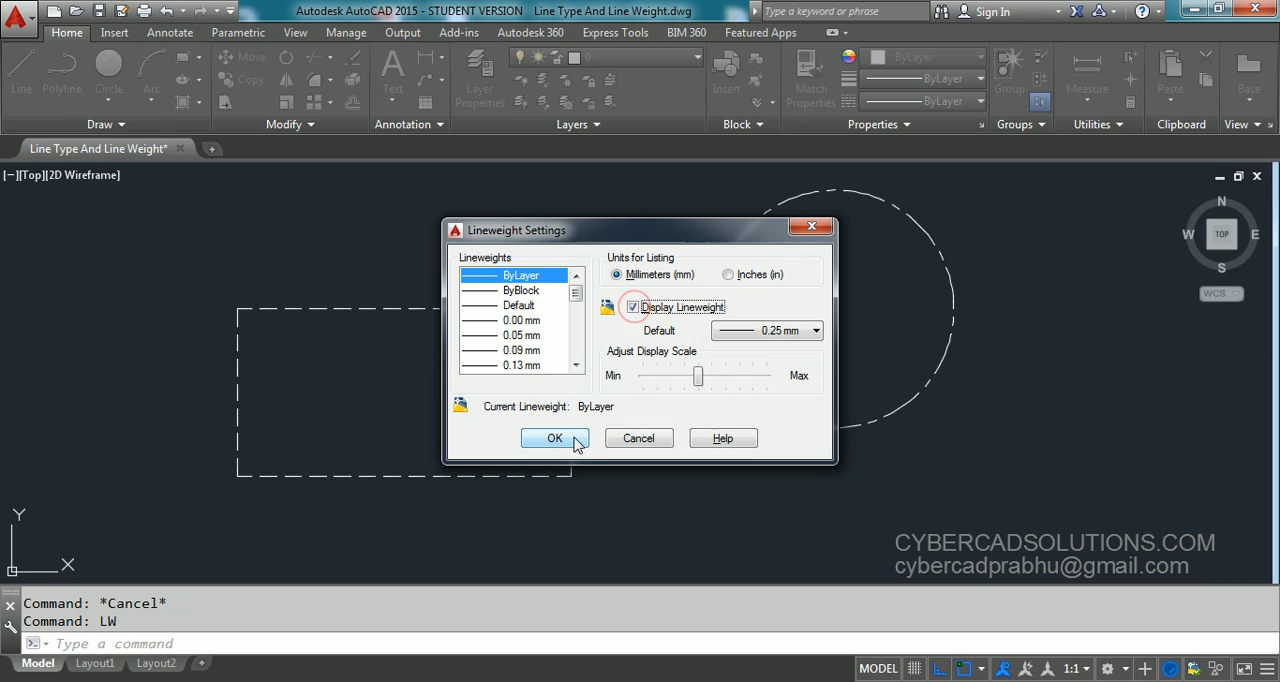 Autodesk AutoCAD 2015 - STUDENT VERSION Line Type And Line Weight.dwg
Type a keyword or phrase
Sign In
Home Insert Annotate Parametric View Manage Output Add-ins Autodesk 360 Express Tools BIM 360 Featured Apps
Line Polyline Circle Arc
Move
Copy
Text
Layer Properties
0
Insert
Match Properties
ByLayer
ByLayer
ByLayer
Group
Measure
Paste
Base
Draw Modify Annotation Layers Block Properties Groups Utilities Clipboard View
Line Type And Line Weight*
[−][Top][2D Wireframe]
N
W TOP E
S
WCS
Lineweight Settings
Lineweights
ByLayer
ByBlock
Default
0.00 mm
0.05 mm
0.09 mm
0.13 mm
Units for Listing
Millimeters (mm) Inches (in)
Display Lineweight
Default 0.25 mm
Adjust Display Scale
Min Max
Current Lineweight: ByLayer
OK Cancel Help
Y
X
CYBERCADSOLUTIONS.COM
cybercadprabhu@gmail.com
Command: *Cancel*
Command: LW
Type a command
Model Layout1 Layout2
MODEL 1:1